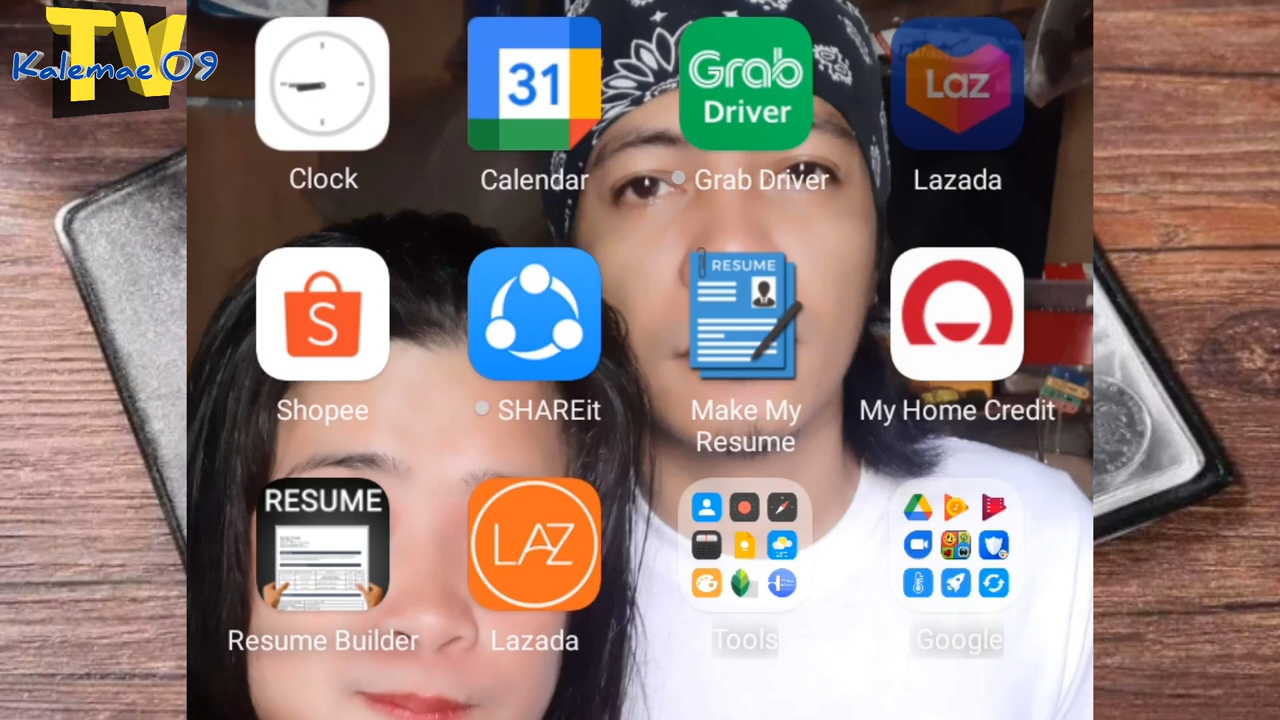 TV
Kalemae 09
31
Grab
Driver
Laz
Clock
Calendar
Grab Driver
Lazada
S
RESUME
Shopee
SHAREit
Make My
Resume
My Home Credit
RESUME
LAZ
Resume Builder
Lazada
Tools
Google